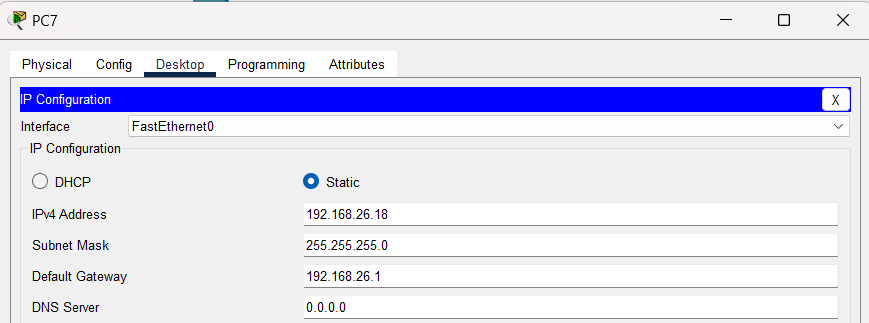 PC7
Physical Config Desktop Programming Attributes
IP Configuration X
Interface FastEthernet0
IP Configuration
DHCP Static
IPv4 Address 192.168.26.18
Subnet Mask 255.255.255.0
Default Gateway 192.168.26.1
DNS Server 0.0.0.0